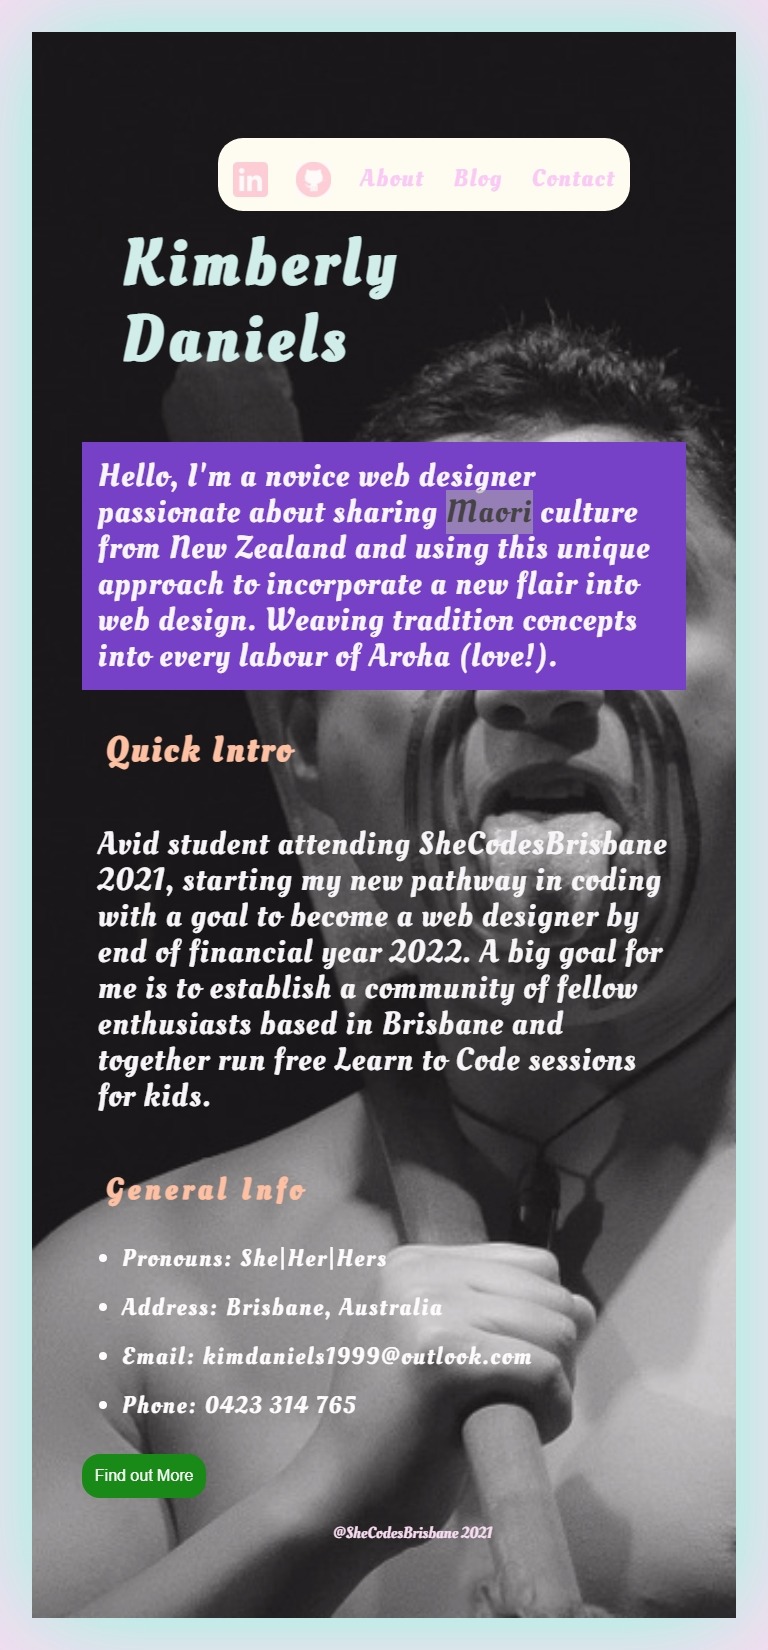 in About Blog Contact
Kimberly
Daniels
Hello, I'm a novice web designer
passionate about sharing Maori culture
from New Zealand and using this unique
approach to incorporate a new flair into
web design. Weaving tradition concepts
into every labour of Aroha (love!).
Quick Intro
Avid student attending SheCodesBrisbane
2021, starting my new pathway in coding
with a goal to become a web designer by
end of financial year 2022. A big goal for
me is to establish a community of fellow
enthusiasts based in Brisbane and
together run free Learn to Code sessions
for kids.
General Info
• Pronouns: She|Her|Hers
• Address: Brisbane, Australia
• Email: kimdaniels1999@outlook.com
• Phone: 0423 314 765
Find out More
@SheCodesBrisbane 2021